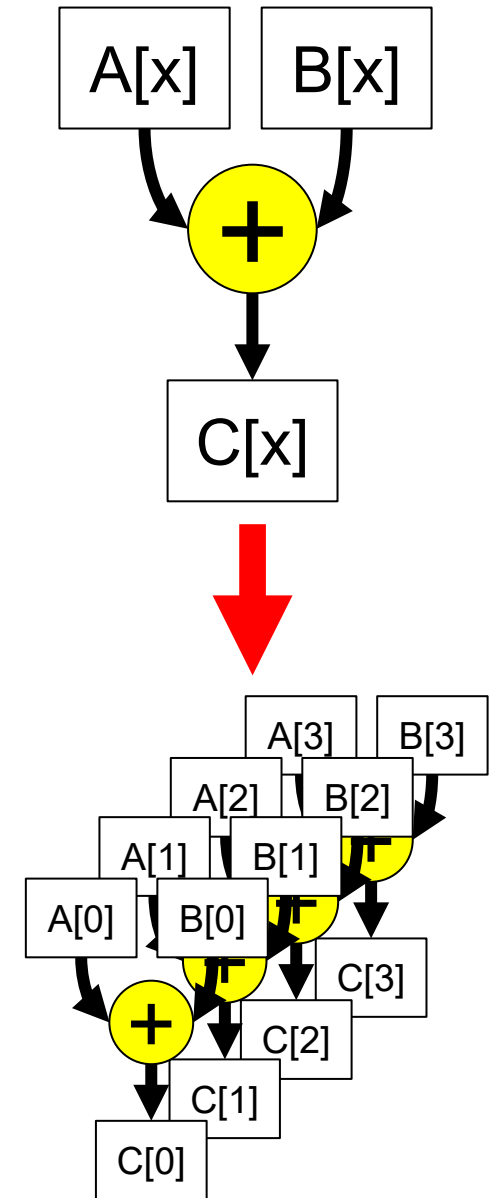 A[x] B[x]
+
C[x]
A[3] B[3]
A[2] B[2]
+
A[1] B[1]
+
A[0] B[0]
+
C[3]
+
C[2]
C[1]
C[0]